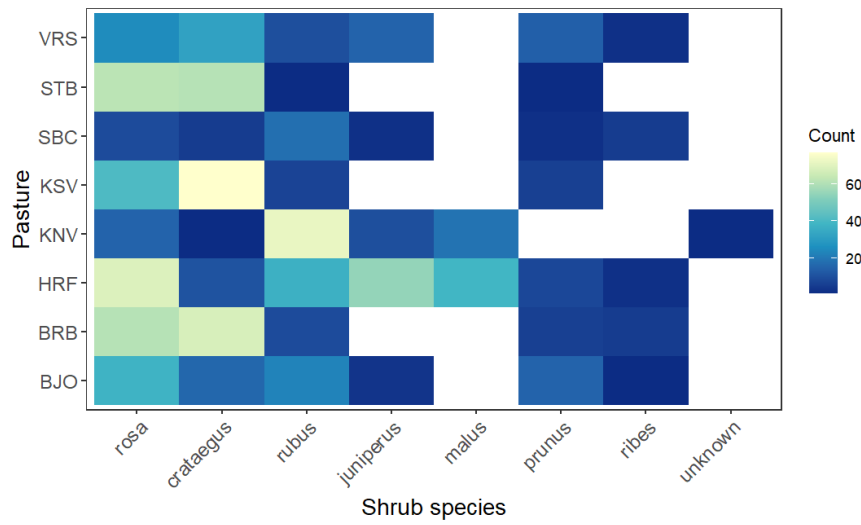 Pasture
VRS
STB
SBC
KSV
KNV
HRF
BRB
BJO
rosa
crataegus
rubus
juniperus
malus
prunus
ribes
unknown
Shrub species
Count
60
40
20